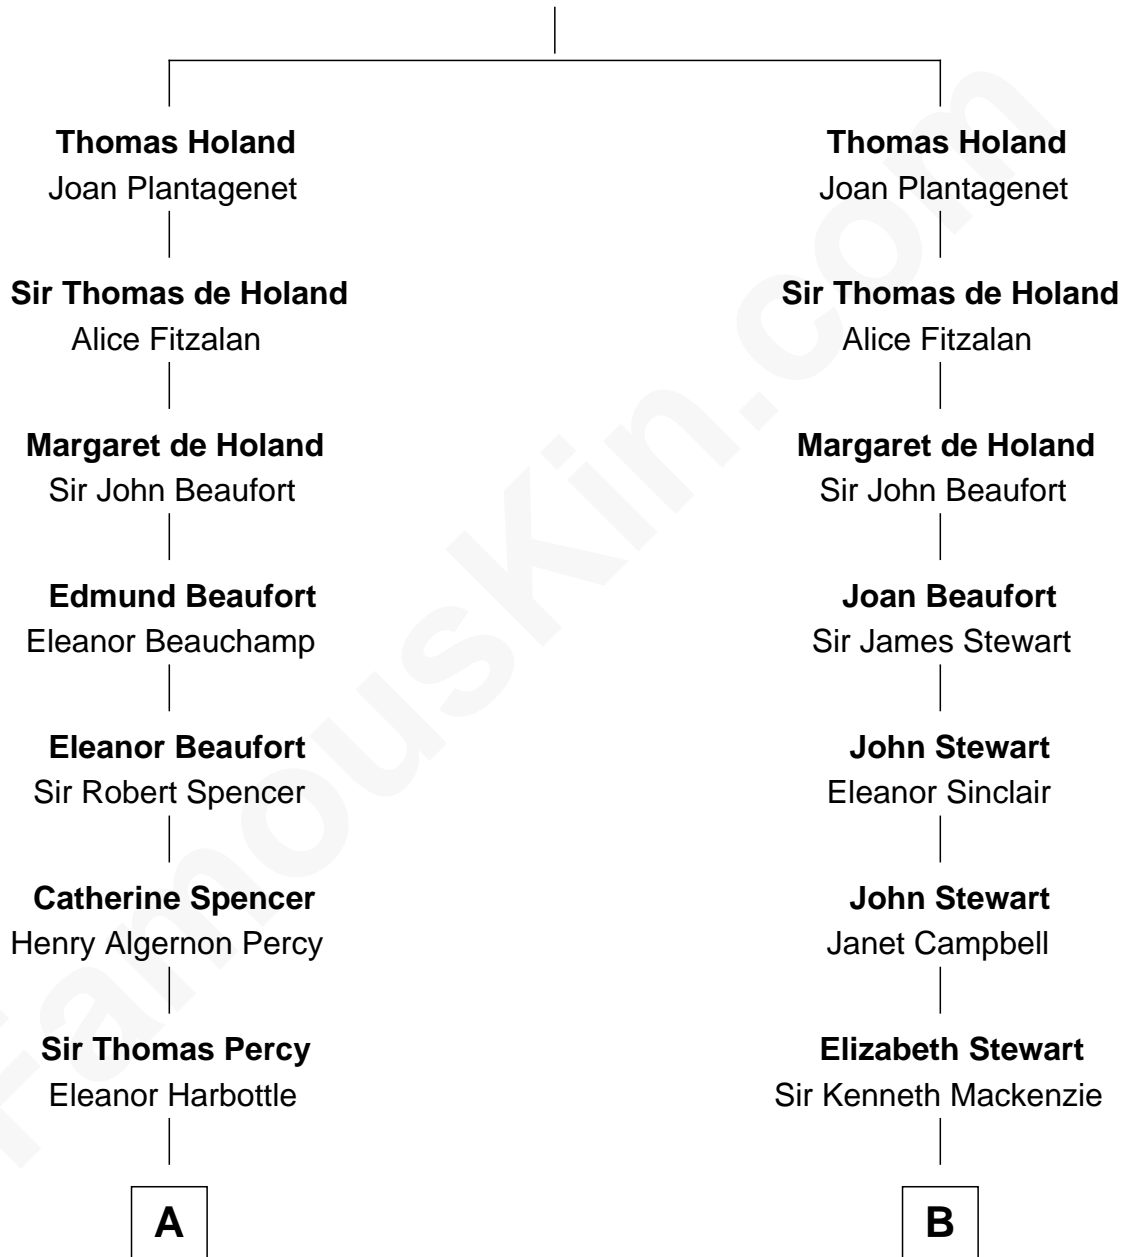 Thomas Holand
Joan Plantagenet
Sir Thomas de Holand
Alice Fitzalan
Margaret de Holand
Sir John Beaufort
Edmund Beaufort
Eleanor Beauchamp
Eleanor Beaufort
Sir Robert Spencer
Catherine Spencer
Henry Algernon Percy
Sir Thomas Percy
Eleanor Harbottle
A
Thomas Holand
Joan Plantagenet
Sir Thomas de Holand
Alice Fitzalan
Margaret de Holand
Sir John Beaufort
Joan Beaufort
Sir James Stewart
John Stewart
Eleanor Sinclair
John Stewart
Janet Campbell
Elizabeth Stewart
Sir Kenneth Mackenzie
B
FamousKin.com